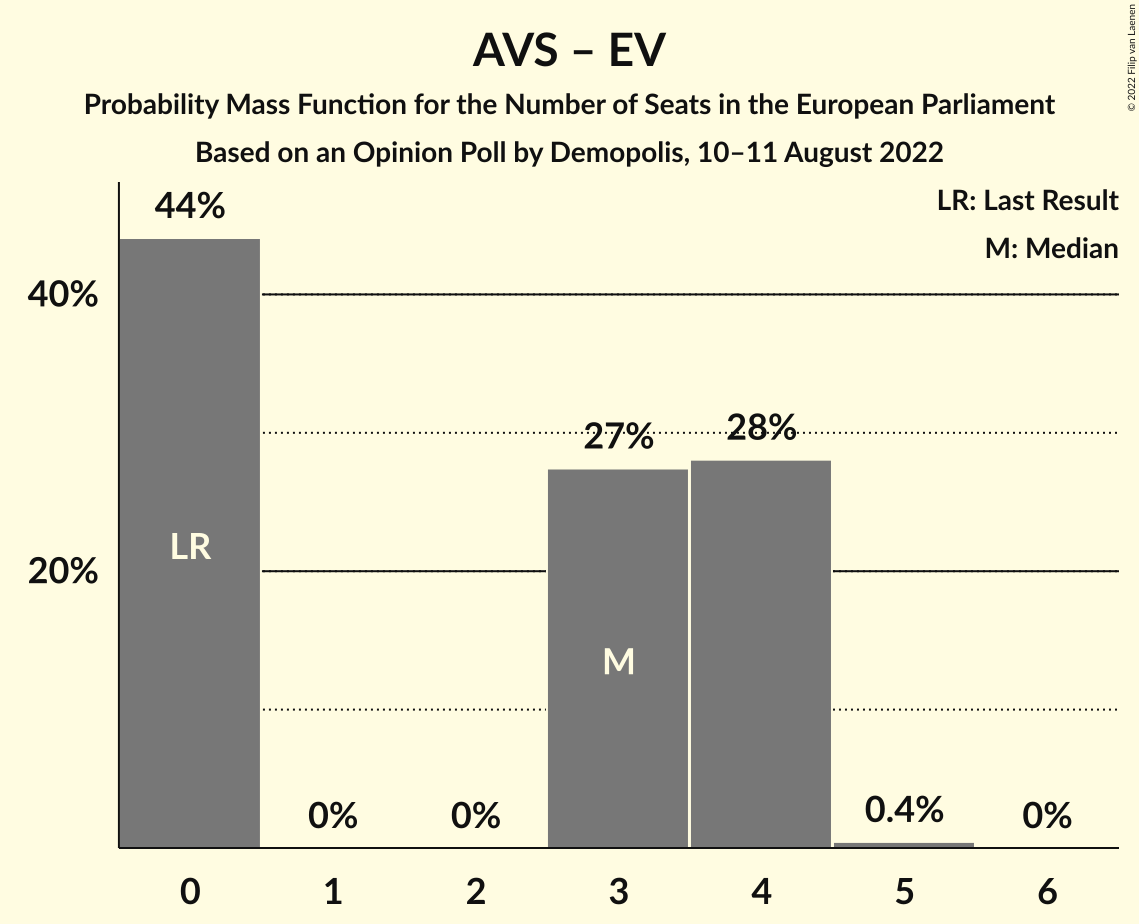 AVS – EV
Probability Mass Function for the Number of Seats in the European Parliament
Based on an Opinion Poll by Demopolis, 10–11 August 2022
© 2022 Filip van Laenen
LR: Last Result
M: Median
44%
40%
27%
28%
LR
20%
M
0%
0%
0.4%
0%
0
1
2
3
4
5
6